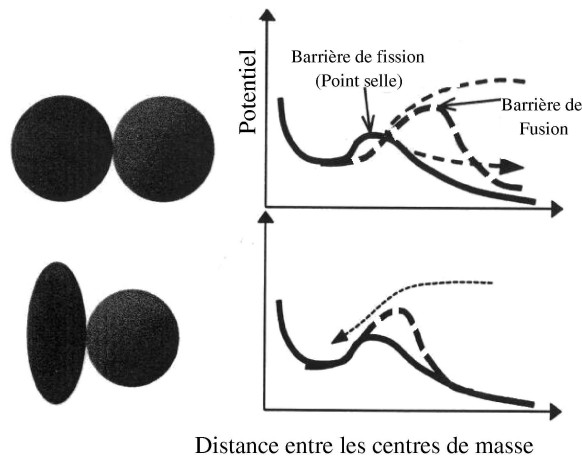 Potentiel
Barrière de fission
(Point selle)
Barrière de
Fusion
Distance entre les centres de masse